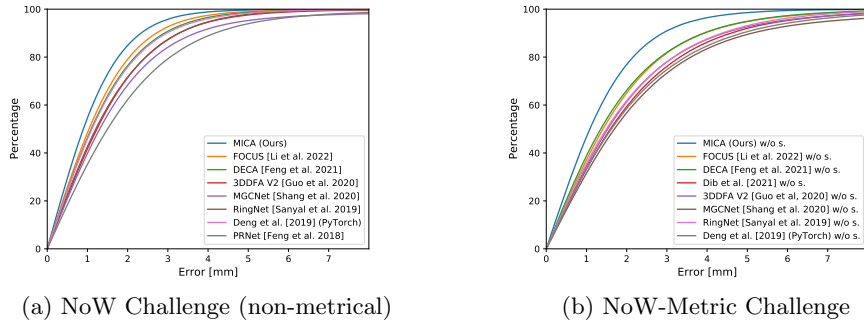 100
80
60
40
20
0
Percentage
MICA (Ours)
FOCUS [Li et al. 2022]
DECA [Feng et al. 2021]
3DDFA V2 [Guo et al. 2020]
MGCNet [Shang et al. 2020]
RingNet [Sanyal et al. 2019]
Deng et al. [2019] (PyTorch)
PRNet [Feng et al. 2018]
0 1 2 3 4 5 6 7
Error [mm]
(a) NoW Challenge (non-metrical)
100
80
60
40
20
0
Percentage
MICA (Ours) w/o s.
FOCUS [Li et al. 2022] w/o s.
DECA [Feng et al. 2021] w/o s.
Dib et al. [2021] w/o s.
3DDFA V2 [Guo et al, 2020] w/o s.
MGCNet [Shang et al. 2020] w/o s.
RingNet [Sanyal et al. 2019] w/o s.
Deng et al. [2019] (PyTorch) w/o s.
0 1 2 3 4 5 6 7
Error [mm]
(b) NoW-Metric Challenge